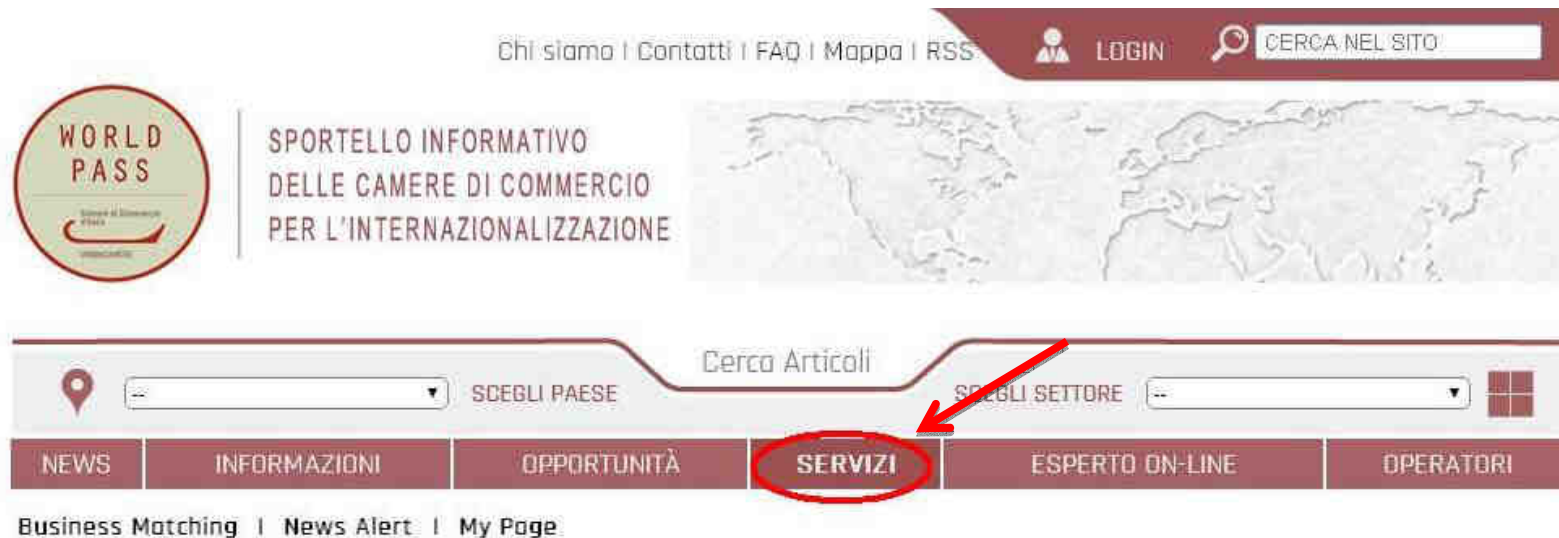 Chi siamo | Contatti | FAQ | Mappa | RSS
LOGIN
CERCA NEL SITO
WORLD
PASS
SPORTELLO INFORMATIVO
DELLE CAMERE DI COMMERCIO
PER L'INTERNAZIONALIZZAZIONE
Cerca Articoli
-- SCEGLI PAESE
SCEGLI SETTORE --
NEWS INFORMAZIONI OPPORTUNITÀ SERVIZI ESPERTO ON-LINE OPERATORI
Business Matching | News Alert | My Page